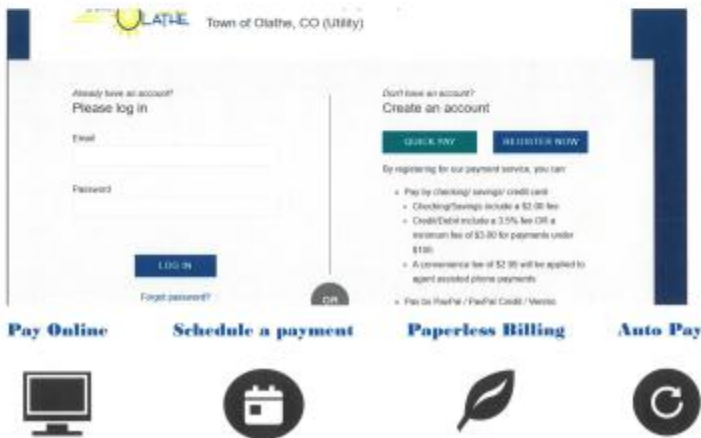 OLATHE
Town of Olathe, CO (Utility)
Already have an account?
Please log in
Email
Password
LOG IN
Forgot password?
OR
Don't have an account?
Create an account
QUICK PAY
REGISTER NOW
By registering for our payment service, you can:
Pay by checking/ savings/ credit card
Checking/Savings include a $2.00 fee
Credit/Debit include a 3.5% fee OR a
minimum fee of $3.00 for payments under
$100.
A convenience fee of $2.95 will be applied to
agent assisted phone payments
Pay by PayPal / PayPal Credit / Venmo
Pay Online
Schedule a payment
Paperless Billing
Auto Pay